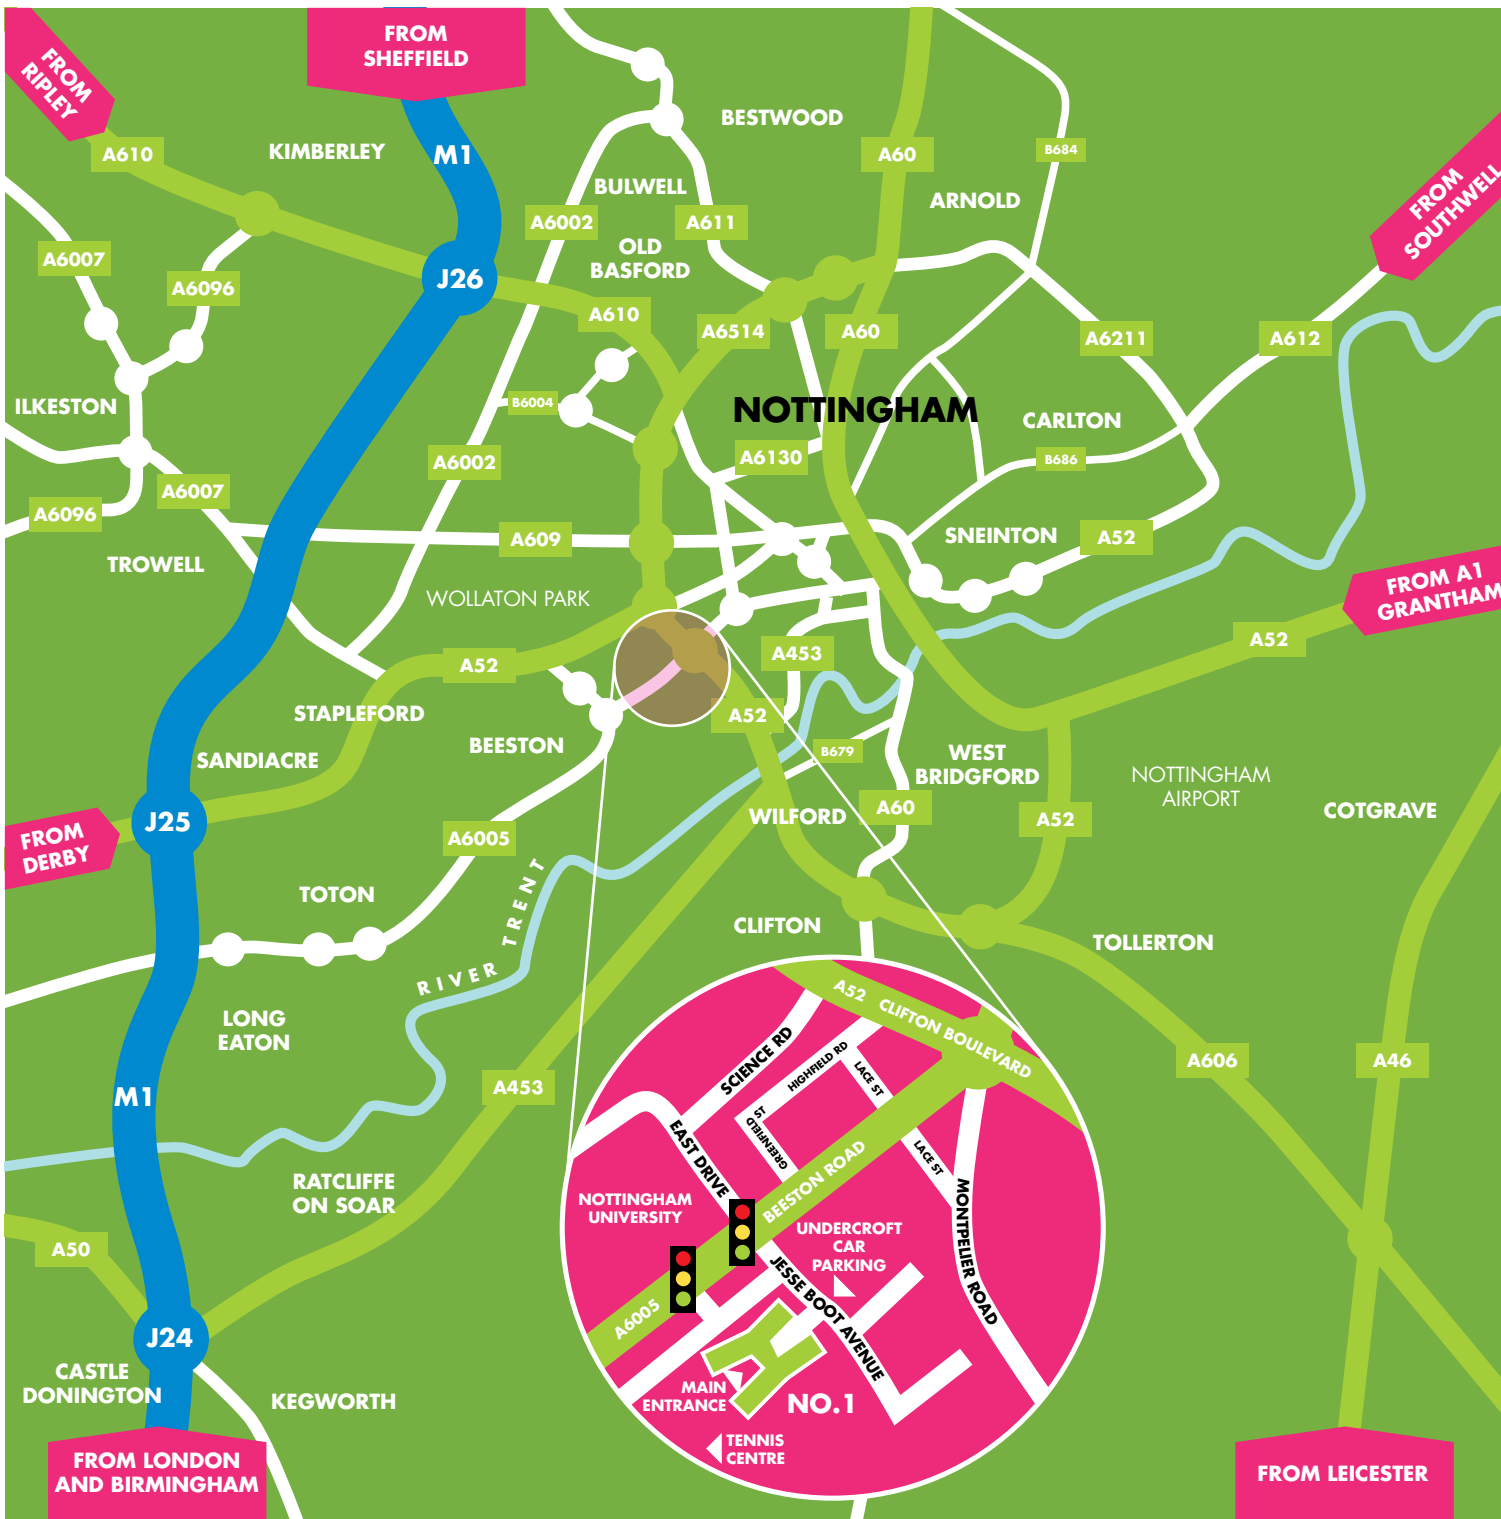 FROM
RIPLEY
FROM
SHEFFIELD
BESTWOOD
A610
KIMBERLEY
M1
A60
B684
BULWELL
ARNOLD
FROM
SOUTHWELL
A6002
A611
OLD
BASFORD
A6007
J26
A6096
A610
A6514
A60
A6211
A612
ILKESTON
B6004
NOTTINGHAM
CARLTON
A6002
A6130
B686
A6007
A6096
A609
SNEINTON
A52
TROWELL
WOLLATON PARK
FROM A1
GRANTHAM
A52
A453
A52
STAPLEFORD
A52
BEESTON
B679
WEST
BRIDGFORD
SANDIACRE
NOTTINGHAM
AIRPORT
J25
WILFORD
A60
A52
COTGRAVE
FROM
DERBY
A6005
TOTON
RIVER TRENT
CLIFTON
TOLLERTON
LONG
EATON
A52 CLIFTON BOULEVARD
SCIENCE RD
HIGHFIELD RD
LACE ST
A606
A46
M1
A453
GREENFIELD ST
EAST DRIVE
LACE ST
BEESTON ROAD
RATCLIFFE
ON SOAR
NOTTINGHAM
UNIVERSITY
MONTPELIER ROAD
UNDERCROFT
CAR
PARKING
A50
JESSE BOOT AVENUE
A6005
J24
CASTLE
DONINGTON
KEGWORTH
MAIN
ENTRANCE
NO.1
TENNIS
CENTRE
FROM LONDON
AND BIRMINGHAM
FROM LEICESTER